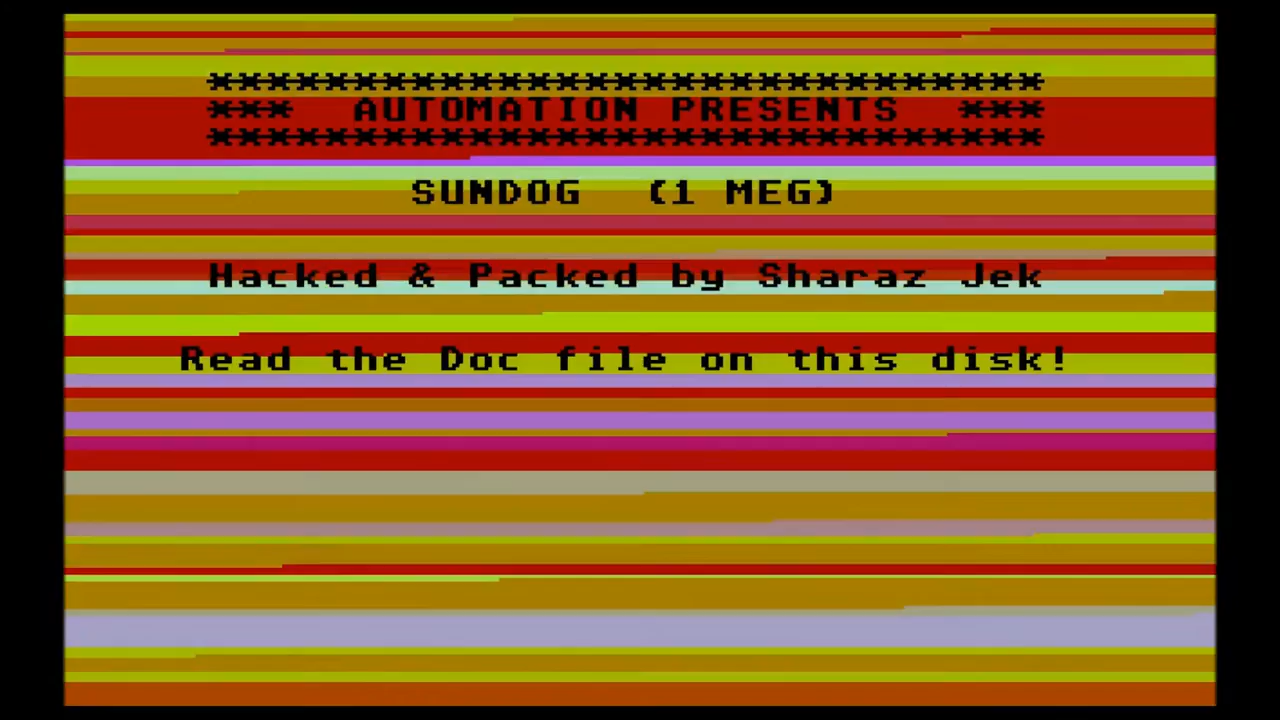 *****************************
***  AUTOMATION PRESENTS  ***
*****************************
SUNDOG  (1 MEG)
Hacked & Packed by Sharaz Jek
Read the Doc file on this disk!